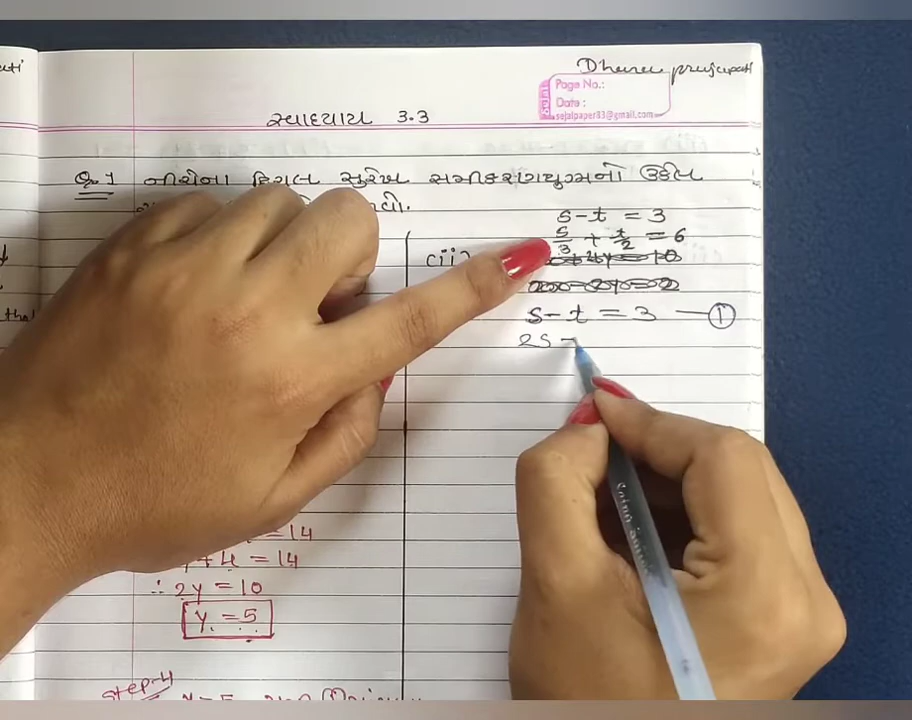 Dhara prajapati
Page No.:
Date :
sejalpaper83@gmail.com
સ્વાધ્યાય 3.3
Q.1 નીચેના દ્વિચલ સુરેખ સમીકરણયુગ્મનો ઉકેલ
s-t = 3
s/3 + t/2 = 6
(ii)
s - t = 3 — ①
2s
= 14
+ 4 = 14
∴ 2y = 10
y = 5
Step-4